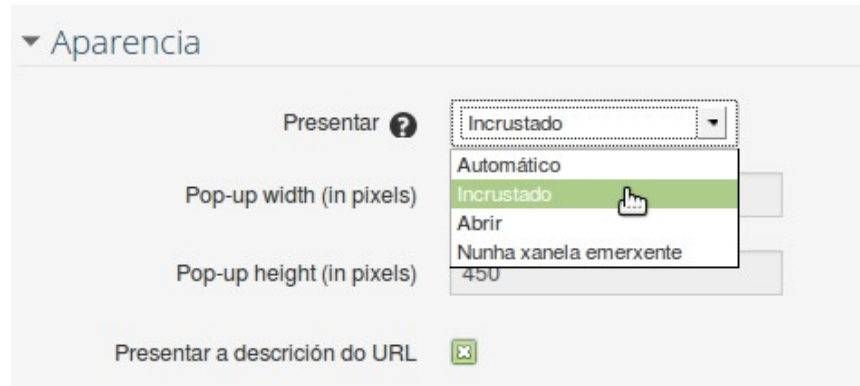 Aparencia
Presentar Incrustado
Automático
Pop-up width (in pixels) Incrustado
Abrir
Nunha xanela emerxente
Pop-up height (in pixels) 450
Presentar a descrición do URL